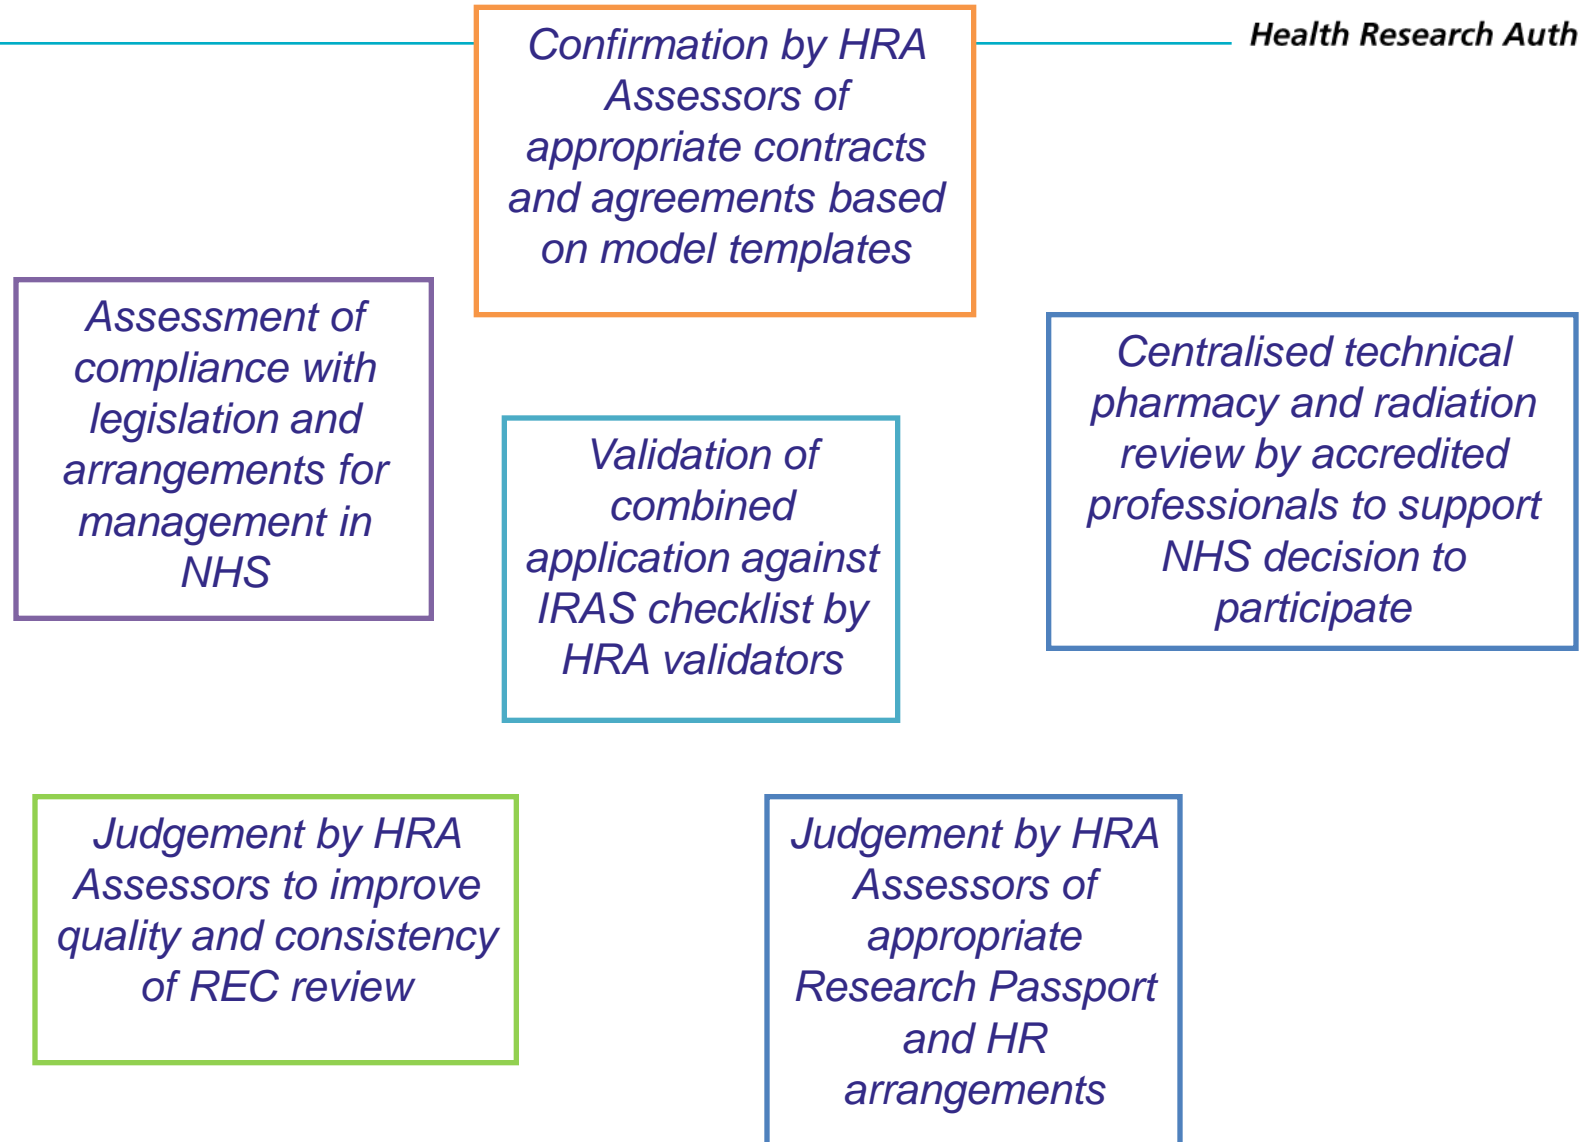 Health Research Auth
Confirmation by HRA
Assessors of
appropriate contracts
and agreements based
on model templates
Assessment of
compliance with
legislation and
arrangements for
management in
NHS
Centralised technical
pharmacy and radiation
review by accredited
professionals to support
NHS decision to
participate
Validation of
combined
application against
IRAS checklist by
HRA validators
Judgement by HRA
Assessors to improve
quality and consistency
of REC review
Judgement by HRA
Assessors of
appropriate
Research Passport
and HR
arrangements